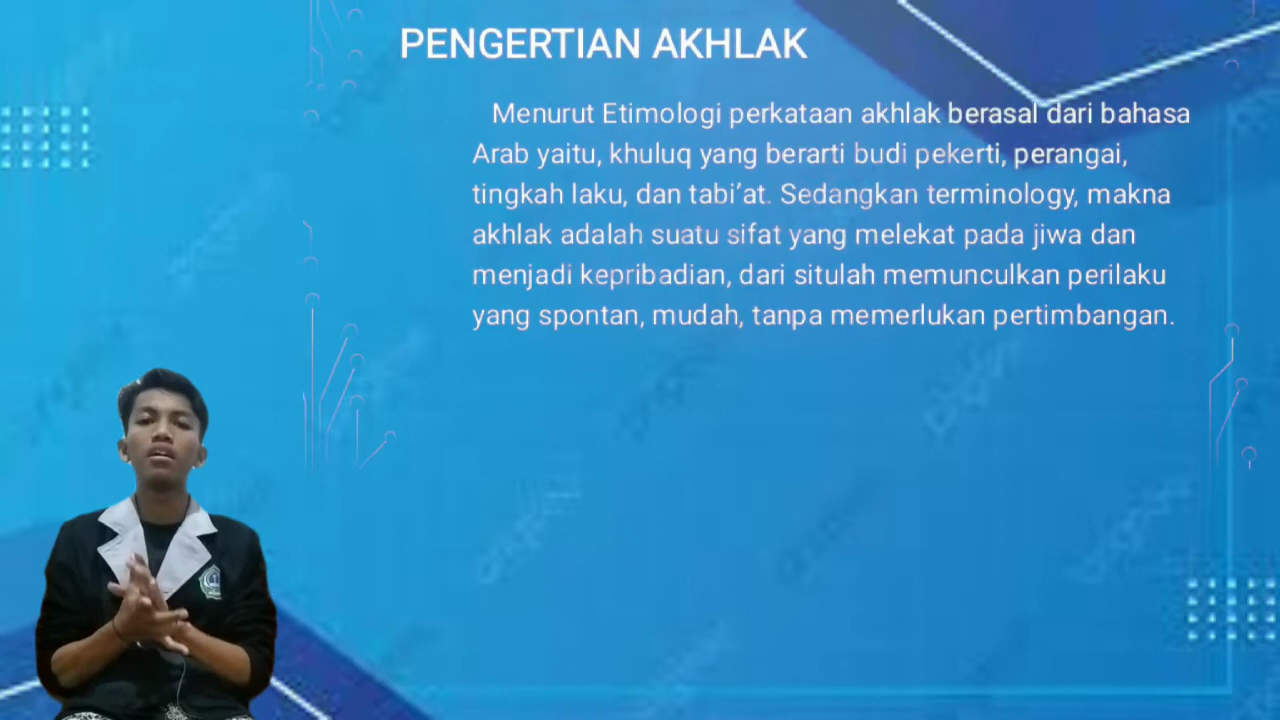 PENGERTIAN AKHLAK
Menurut Etimologi perkataan akhlak berasal dari bahasa
Arab yaitu, khuluq yang berarti budi pekerti, perangai,
tingkah laku, dan tabi’at. Sedangkan terminology, makna
akhlak adalah suatu sifat yang melekat pada jiwa dan
menjadi kepribadian, dari situlah memunculkan perilaku
yang spontan, mudah, tanpa memerlukan pertimbangan.